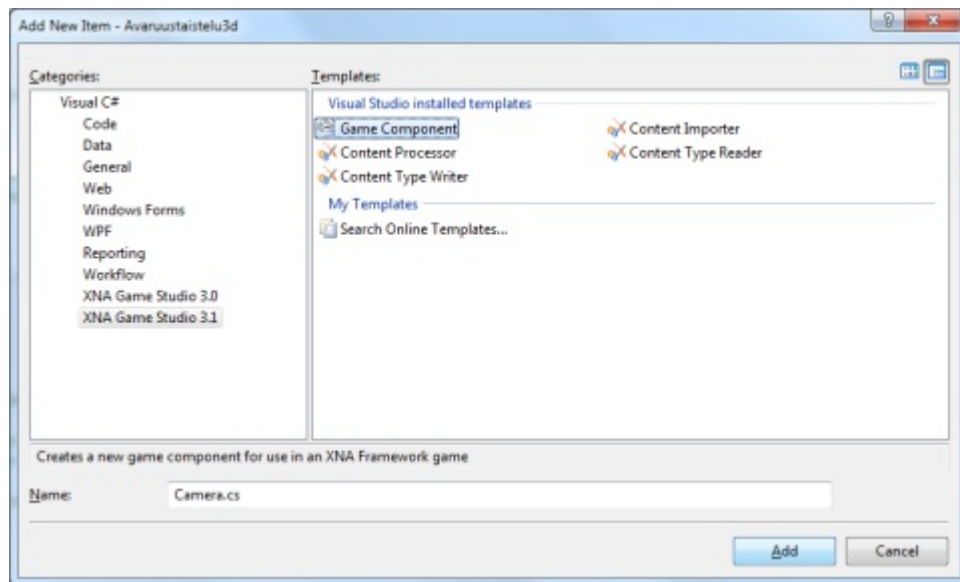 Add New Item - Avaruustaistelu3d
Categories:
Templates:
Visual C#
Code
Data
General
Web
Windows Forms
WPF
Reporting
Workflow
XNA Game Studio 3.0
XNA Game Studio 3.1
Visual Studio installed templates
Game Component
Content Importer
Content Processor
Content Type Reader
Content Type Writer
My Templates
Search Online Templates...
Creates a new game component for use in an XNA Framework game
Name: Camera.cs
Add Cancel